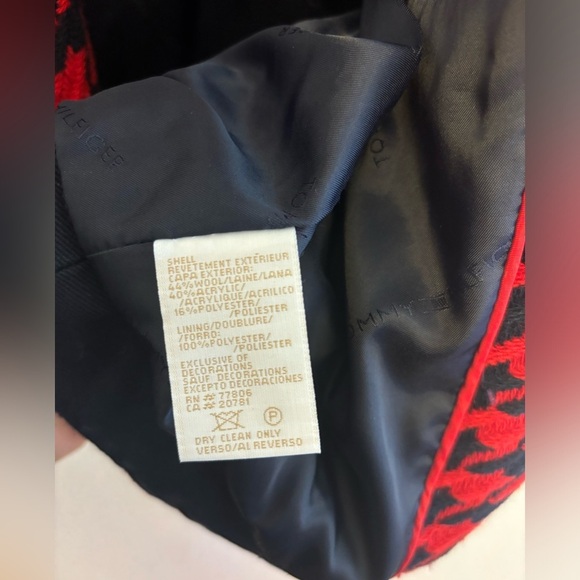 SHELL
REVETEMENT EXTÉRIEUR
CAPA EXTERIOR:
44%WOOL/LAINE/LANA
40%ACRYLIC/
/ACRYLIQUE/ACRILICO
16%POLYESTER/
/POLIESTER
LINING/DOUBLURE/
/FORRO:
100%POLYESTER/
/POLIESTER
EXCLUSIVE OF
DECORATIONS
SAUF DECORATIONS
EXCEPTO DECORACIONES
RN# 77806
CA# 20781
P
DRY CLEAN ONLY
VERSO/AL REVERSO